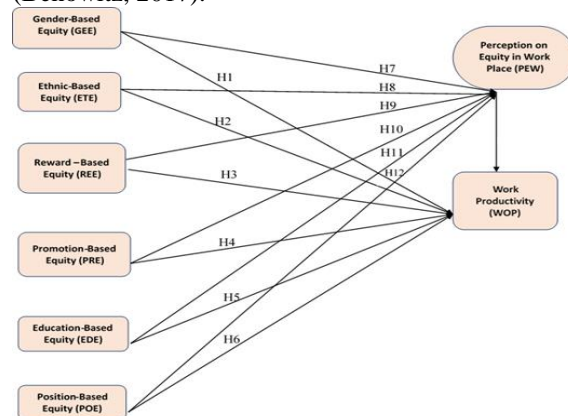 (Benowitz, 2017).
Gender-Based
Equity (GEE)
Perception on
Equity in Work
Place (PEW)
H7
H1
H8
Ethnic-Based
Equity (ETE)
H9
H2
H10
H11
Reward –Based
Equity (REE)
H3
H12
Work
Productivity
(WOP)
Promotion-Based
Equity (PRE)
H4
H5
Education-Based
Equity (EDE)
H6
Position-Based
Equity (POE)